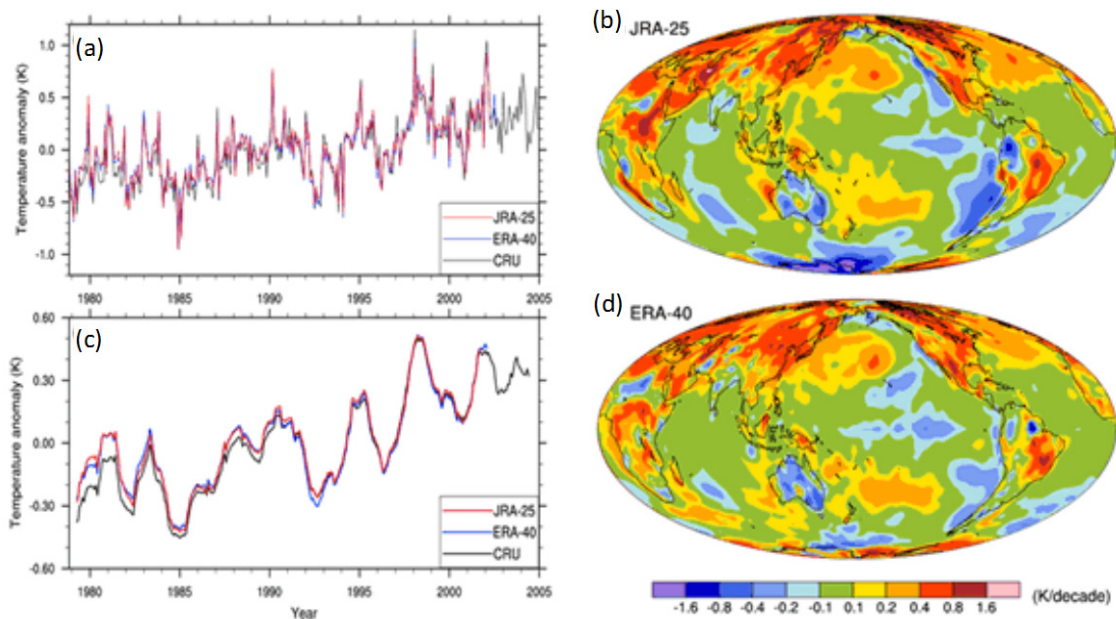 (a)
Temperature anomaly (K)
1.0
0.5
0.0
-0.5
-1.0
JRA-25
ERA-40
CRU
1980 1985 1990 1995 2000 2005
(b) JRA-25
(c)
Temperature anomaly (K)
0.60
0.30
0.00
-0.30
-0.60
JRA-25
ERA-40
CRU
1980 1985 1990 1995 2000 2005
Year
(d) ERA-40
-1.6 -0.8 -0.4 -0.2 -0.1 0.1 0.2 0.4 0.8 1.6 (K/decade)